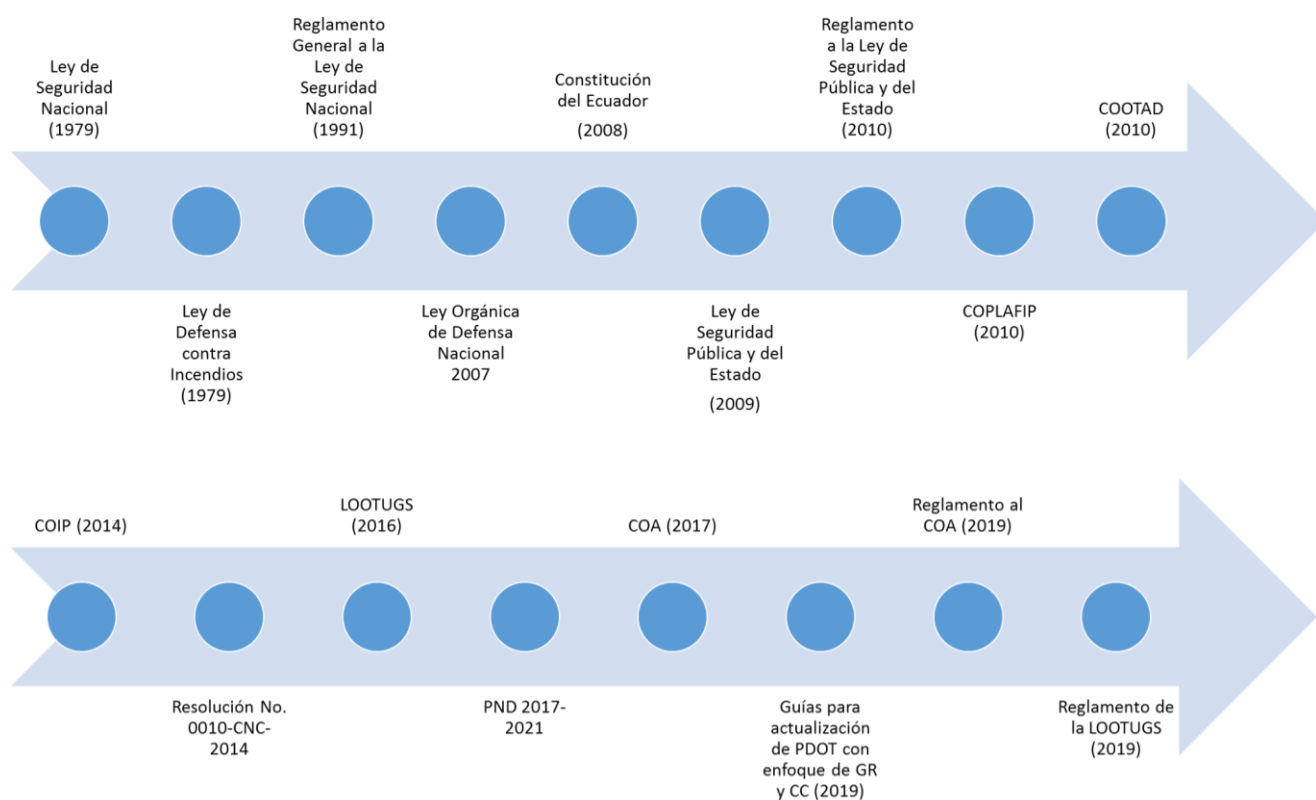 Ley de
Seguridad
Nacional
(1979)
Ley de
Defensa
contra
Incendios
(1979)
Reglamento
General a la
Ley de
Seguridad
Nacional
(1991)
Ley Orgánica
de Defensa
Nacional
2007
Constitución
del Ecuador
(2008)
Ley de
Seguridad
Pública y del
Estado
(2009)
Reglamento
a la Ley de
Seguridad
Pública y del
Estado
(2010)
COPLAFIP
(2010)
COOTAD
(2010)
COIP (2014)
Resolución No.
0010-CNC-
2014
LOOTUGS
(2016)
PND 2017-
2021
COA (2017)
Guías para
actualización
de PDOT con
enfoque de GR
y CC (2019)
Reglamento al
COA (2019)
Reglamento de
la LOOTUGS
(2019)